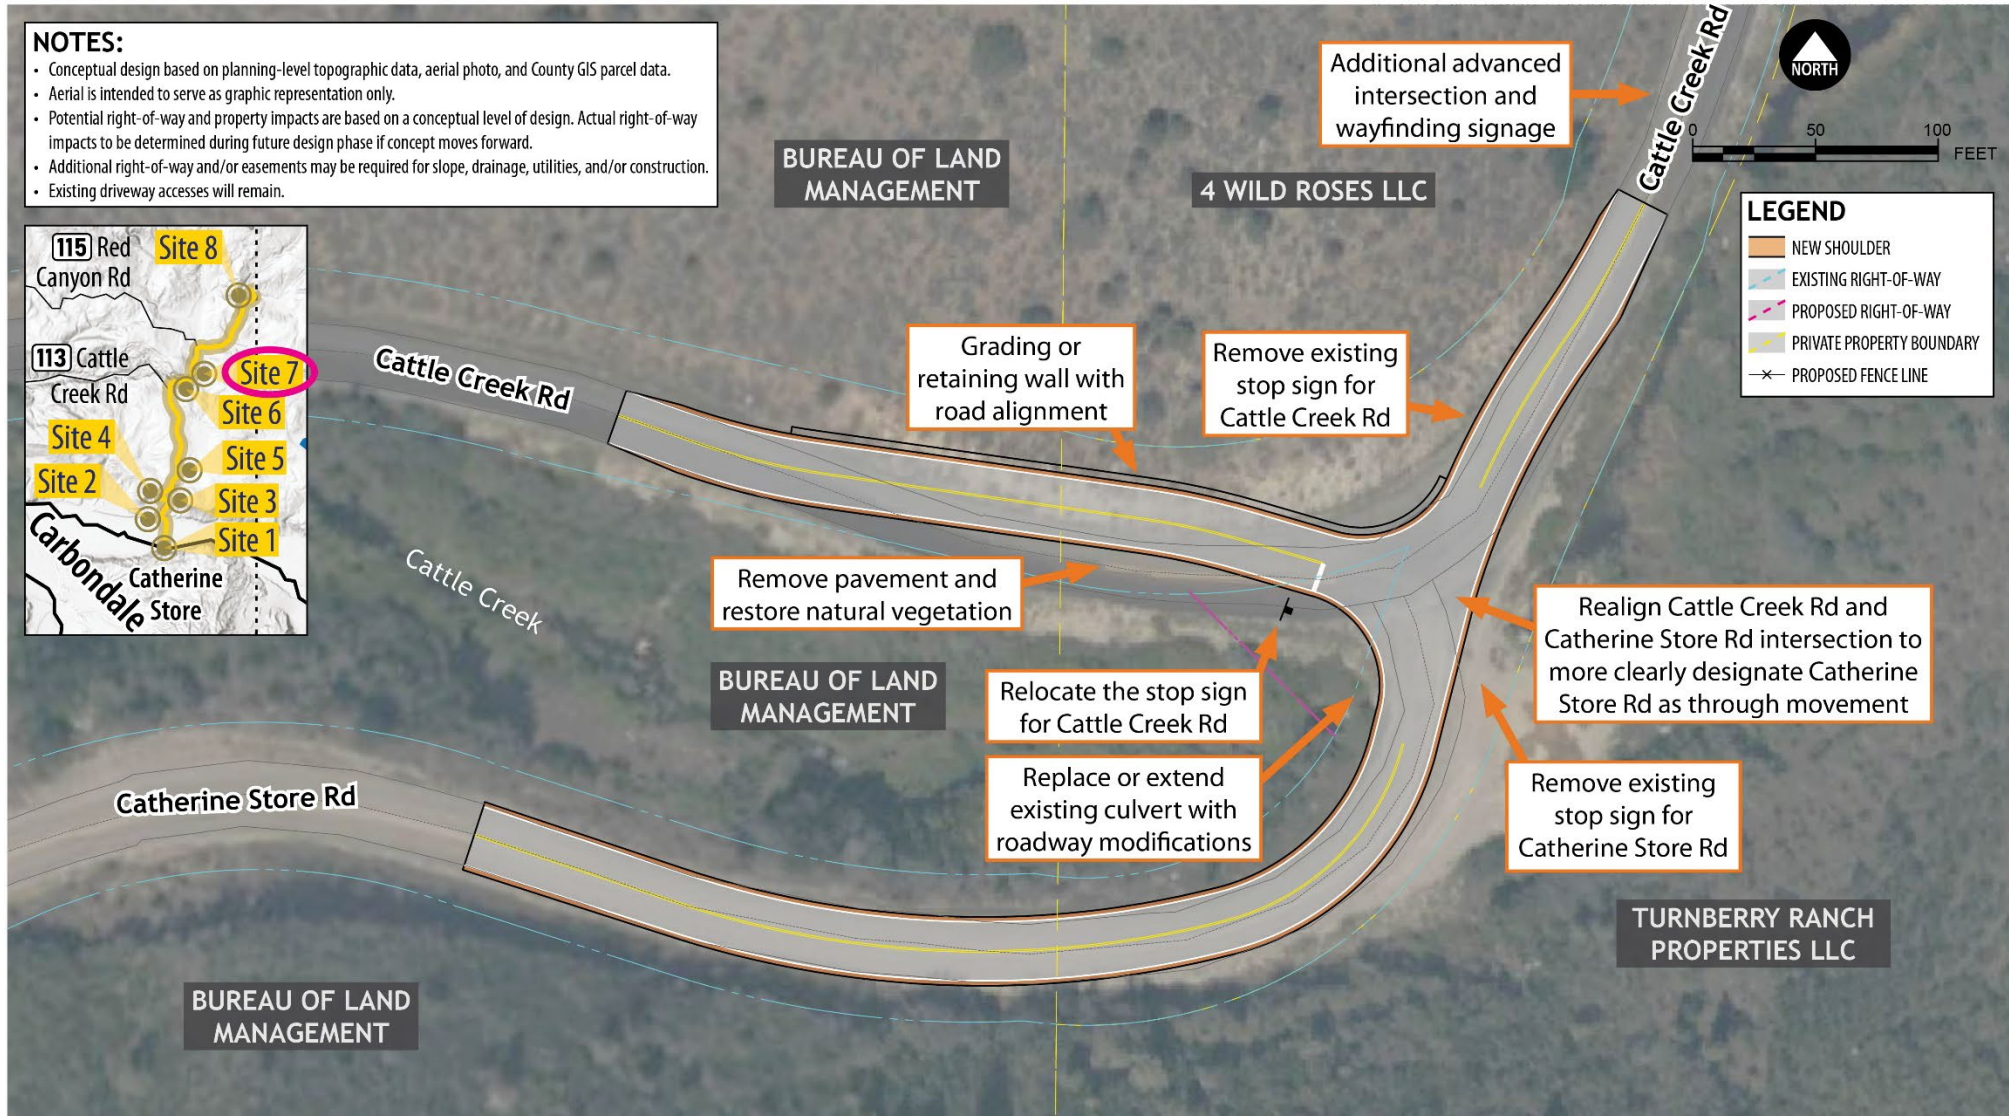 NOTES:
• Conceptual design based on planning-level topographic data, aerial photo, and County GIS parcel data.
• Aerial is intended to serve as graphic representation only.
• Potential right-of-way and property impacts are based on a conceptual level of design. Actual right-of-way
impacts to be determined during future design phase if concept moves forward.
• Additional right-of-way and/or easements may be required for slope, drainage, utilities, and/or construction.
• Existing driveway accesses will remain.
115 Red
Canyon Rd
Site 8
113 Cattle
Creek Rd
Site 7
Site 6
Site 4
Site 5
Site 2
Site 3
Site 1
Carbondale
Catherine
Store
BUREAU OF LAND
MANAGEMENT
4 WILD ROSES LLC
Additional advanced
intersection and
wayfinding signage
Cattle Creek Rd
NORTH
0 50 100
FEET
LEGEND
NEW SHOULDER
EXISTING RIGHT-OF-WAY
PROPOSED RIGHT-OF-WAY
PRIVATE PROPERTY BOUNDARY
PROPOSED FENCE LINE
Cattle Creek Rd
Grading or
retaining wall with
road alignment
Remove existing
stop sign for
Cattle Creek Rd
Cattle Creek
Remove pavement and
restore natural vegetation
BUREAU OF LAND
MANAGEMENT
Relocate the stop sign
for Cattle Creek Rd
Replace or extend
existing culvert with
roadway modifications
Realign Cattle Creek Rd and
Catherine Store Rd intersection to
more clearly designate Catherine
Store Rd as through movement
Remove existing
stop sign for
Catherine Store Rd
Catherine Store Rd
TURNBERRY RANCH
PROPERTIES LLC
BUREAU OF LAND
MANAGEMENT